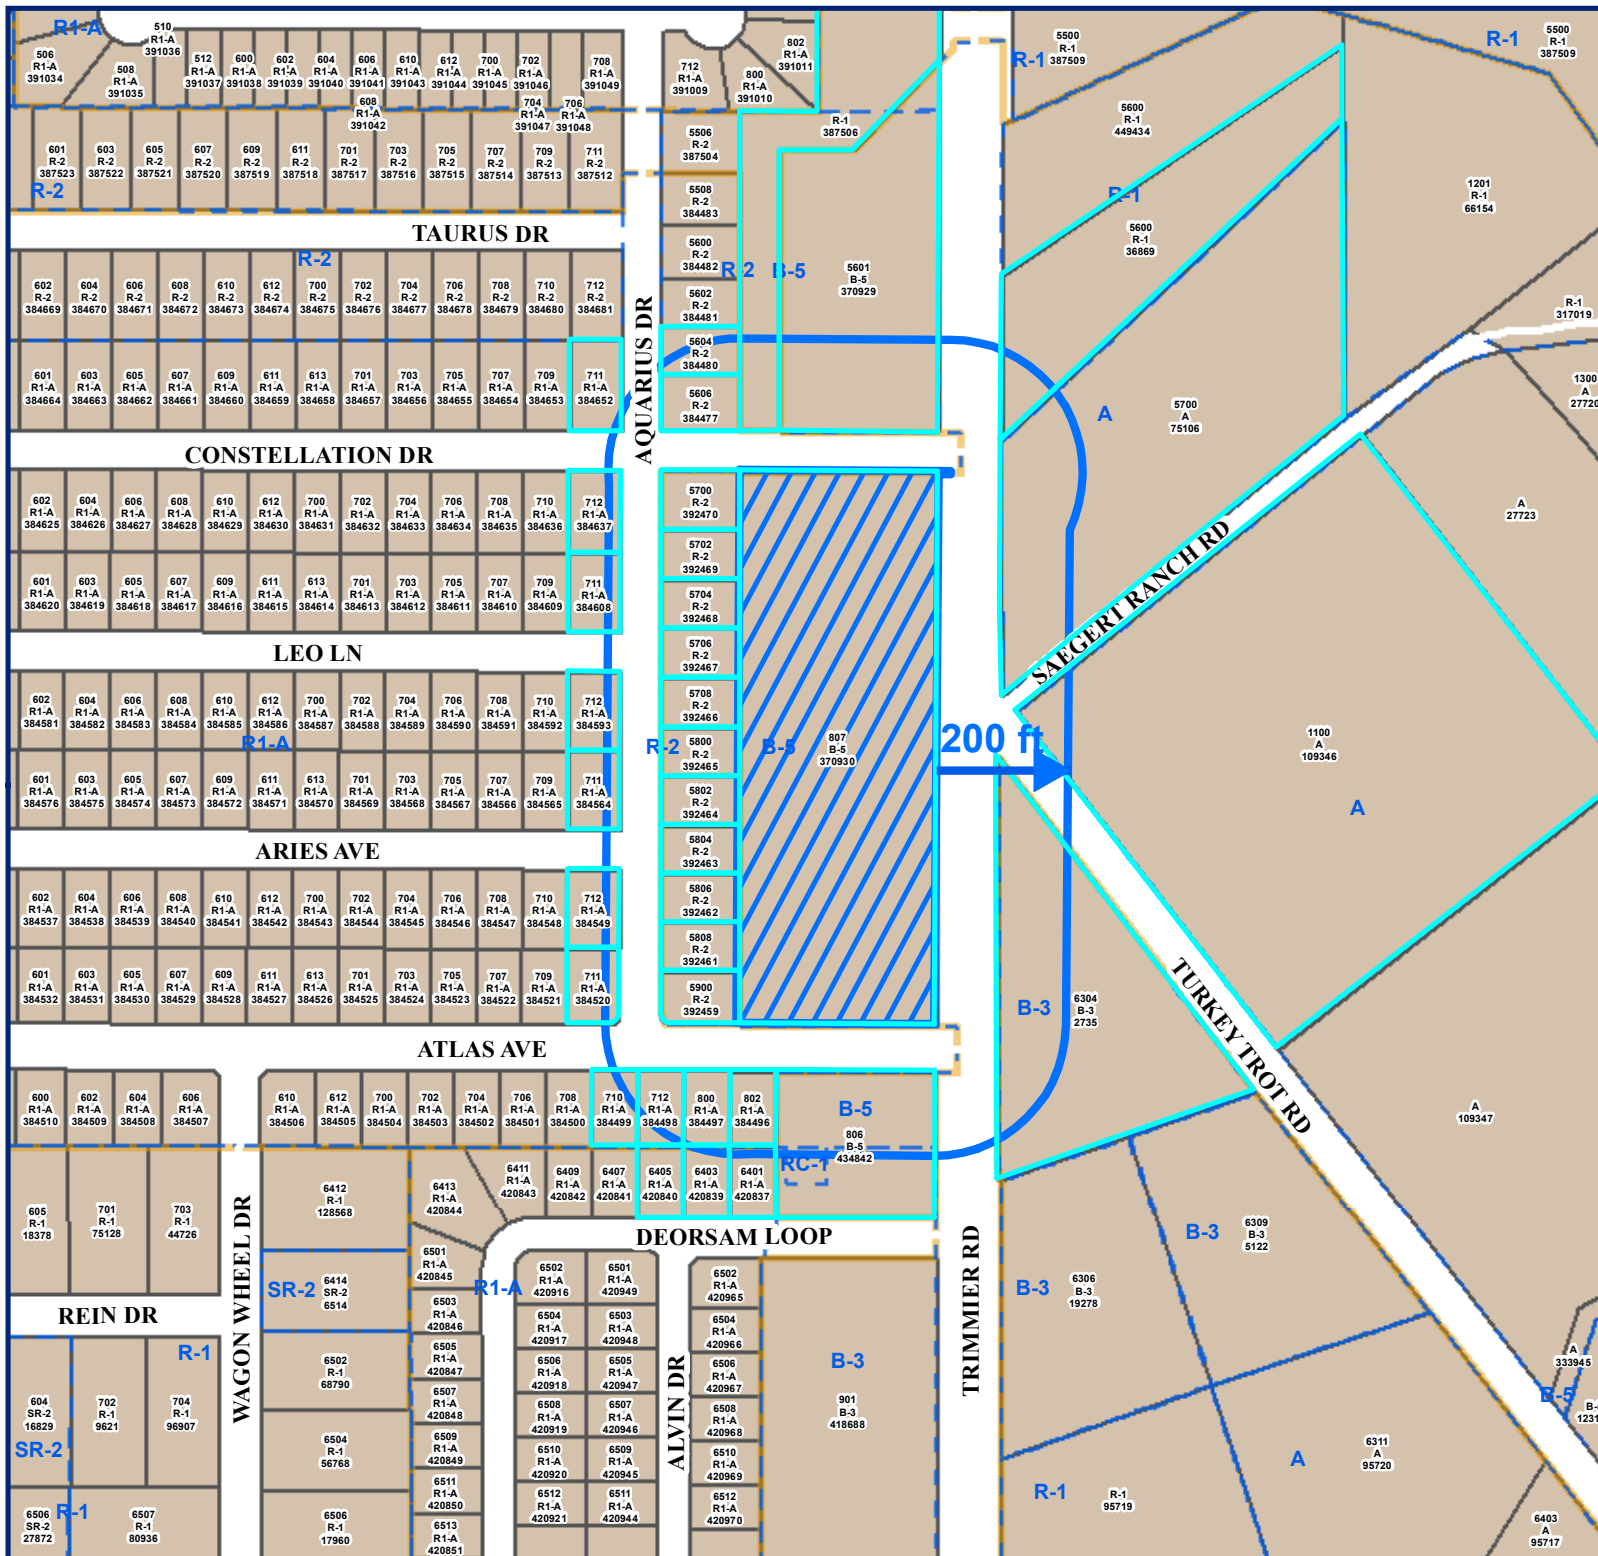 R1-A
510
R1-A
391036
506
R1-A
391034
508
R1-A
391035
512
R1-A
391037
600
R1-A
391038
602
R1-A
391039
604
R1-A
391040
606
R1-A
391041
610
R1-A
391043
612
R1-A
391044
700
R1-A
391045
702
R1-A
391046
708
R1-A
391049
608
R1-A
391042
704
R1-A
391047
706
R1-A
391048
712
R1-A
391009
800
R1-A
391010
802
R1-A
391011
R-1
387506
R-1
5500
R-1
387509
R-1
5500
R-1
387509
5600
R-1
449434
R-1
5600
R-1
36869
1201
R-1
66154
R-1
317019
1300
A
27720
601
R-2
387523
603
R-2
387522
605
R-2
387521
607
R-2
387520
609
R-2
387519
611
R-2
387518
701
R-2
387517
703
R-2
387516
705
R-2
387515
707
R-2
387514
709
R-2
387513
711
R-2
387512
R-2
5506
R-2
387504
5508
R-2
384483
5600
R-2
384482
5602
R-2
384481
5604
R-2
384480
5606
R-2
384477
R-2
B-5
5601
B-5
370929
TAURUS DR
R-2
602
R-2
384669
604
R-2
384670
606
R-2
384671
608
R-2
384672
610
R-2
384673
612
R-2
384674
700
R-2
384675
702
R-2
384676
704
R-2
384677
706
R-2
384678
708
R-2
384679
710
R-2
384680
712
R-2
384681
601
R1-A
384664
603
R1-A
384663
605
R1-A
384662
607
R1-A
384661
609
R1-A
384660
611
R1-A
384659
613
R1-A
384658
701
R1-A
384657
703
R1-A
384656
705
R1-A
384655
707
R1-A
384654
709
R1-A
384653
711
R1-A
384652
AQUARIUS DR
A
5700
A
75106
CONSTELLATION DR
602
R1-A
384625
604
R1-A
384626
606
R1-A
384627
608
R1-A
384628
610
R1-A
384629
612
R1-A
384630
700
R1-A
384631
702
R1-A
384632
704
R1-A
384633
706
R1-A
384634
708
R1-A
384635
710
R1-A
384636
712
R1-A
384637
601
R1-A
384620
603
R1-A
384619
605
R1-A
384618
607
R1-A
384617
609
R1-A
384616
611
R1-A
384615
613
R1-A
384614
701
R1-A
384613
703
R1-A
384612
705
R1-A
384611
707
R1-A
384610
709
R1-A
384609
711
R1-A
384608
5700
R-2
392470
5702
R-2
392469
5704
R-2
392468
5706
R-2
392467
5708
R-2
392466
5800
R-2
392465
5802
R-2
392464
5804
R-2
392463
5806
R-2
392462
5808
R-2
392461
5900
R-2
392459
R-2
B-5
807
B-5
370930
200 ft
SAEGERT RANCH RD
A
27723
1100
A
109346
A
LEO LN
602
R1-A
384581
604
R1-A
384582
606
R1-A
384583
608
R1-A
384584
610
R1-A
384585
612
R1-A
384586
700
R1-A
384587
702
R1-A
384588
704
R1-A
384589
706
R1-A
384590
708
R1-A
384591
710
R1-A
384592
712
R1-A
384593
R1-A
601
R1-A
384576
603
R1-A
384575
605
R1-A
384574
607
R1-A
384573
609
R1-A
384572
611
R1-A
384571
613
R1-A
384570
701
R1-A
384569
703
R1-A
384568
705
R1-A
384567
707
R1-A
384566
709
R1-A
384565
711
R1-A
384564
ARIES AVE
602
R1-A
384537
604
R1-A
384538
606
R1-A
384539
608
R1-A
384540
610
R1-A
384541
612
R1-A
384542
700
R1-A
384543
702
R1-A
384544
704
R1-A
384545
706
R1-A
384546
708
R1-A
384547
710
R1-A
384548
712
R1-A
384549
601
R1-A
384532
603
R1-A
384531
605
R1-A
384530
607
R1-A
384529
609
R1-A
384528
611
R1-A
384527
613
R1-A
384526
701
R1-A
384525
703
R1-A
384524
705
R1-A
384523
707
R1-A
384522
709
R1-A
384521
711
R1-A
384520
B-3
6304
B-3
2735
TURKEY TROT RD
A
109347
ATLAS AVE
600
R1-A
384510
602
R1-A
384509
604
R1-A
384508
606
R1-A
384507
610
R1-A
384506
612
R1-A
384505
700
R1-A
384504
702
R1-A
384503
704
R1-A
384502
706
R1-A
384501
708
R1-A
384500
710
R1-A
384499
712
R1-A
384498
800
R1-A
384497
802
R1-A
384496
B-5
806
B-5
434842
RC-1
605
R-1
18378
701
R-1
75128
703
R-1
44726
WAGON WHEEL DR
6412
R-1
128568
6413
R1-A
420844
6411
R1-A
420843
6409
R1-A
420842
6407
R1-A
420841
6405
R1-A
420840
6403
R1-A
420839
6401
R1-A
420837
DEORSAM LOOP
TRIMMIER RD
SR-2
6414
SR-2
6514
6501
R1-A
420845
R1-A
6503
R1-A
420846
6505
R1-A
420847
6507
R1-A
420848
6509
R1-A
420849
6511
R1-A
420850
6513
R1-A
420851
6502
R1-A
420916
6504
R1-A
420917
6506
R1-A
420918
6508
R1-A
420919
6510
R1-A
420920
6512
R1-A
420921
6501
R1-A
420949
6503
R1-A
420948
6505
R1-A
420947
6507
R1-A
420946
6509
R1-A
420945
6511
R1-A
420944
ALVIN DR
6502
R1-A
420965
6504
R1-A
420966
6506
R1-A
420967
6508
R1-A
420968
6510
R1-A
420969
6512
R1-A
420970
B-3
901
B-3
418688
B-3
6306
B-3
19278
B-3
6309
B-3
5122
REIN DR
R-1
604
SR-2
16829
702
R-1
9621
704
R-1
96907
SR-2
6502
R-1
68790
6504
R-1
56768
6506
R-1
17960
R-1
6506
SR-2
27872
6507
R-1
80936
R-1
R-1
95719
A
6311
A
95720
6403
A
95717
A
333945
B-5